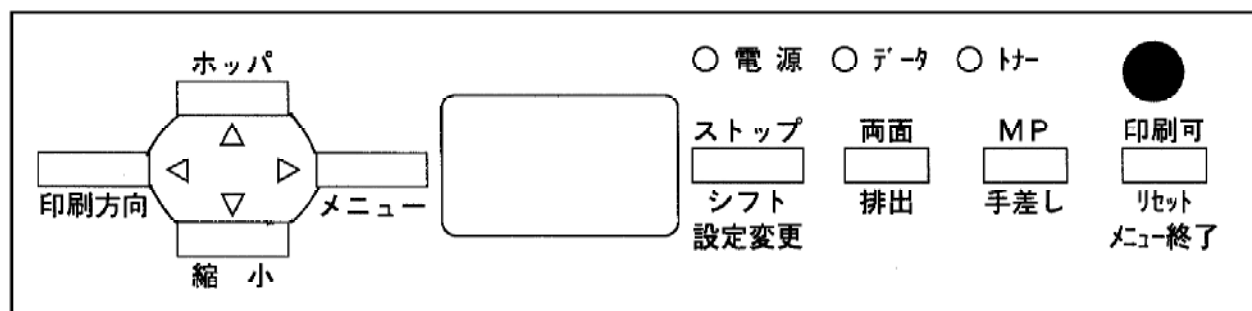 ホッパ
印刷方向
メニュー
縮 小
電 源
ﾃﾞｰﾀ
ﾄﾅｰ
ストップ
シフト
設定変更
両面
排出
MP
手差し
印刷可
ﾘｾｯﾄ
ﾒﾆｭｰ終了